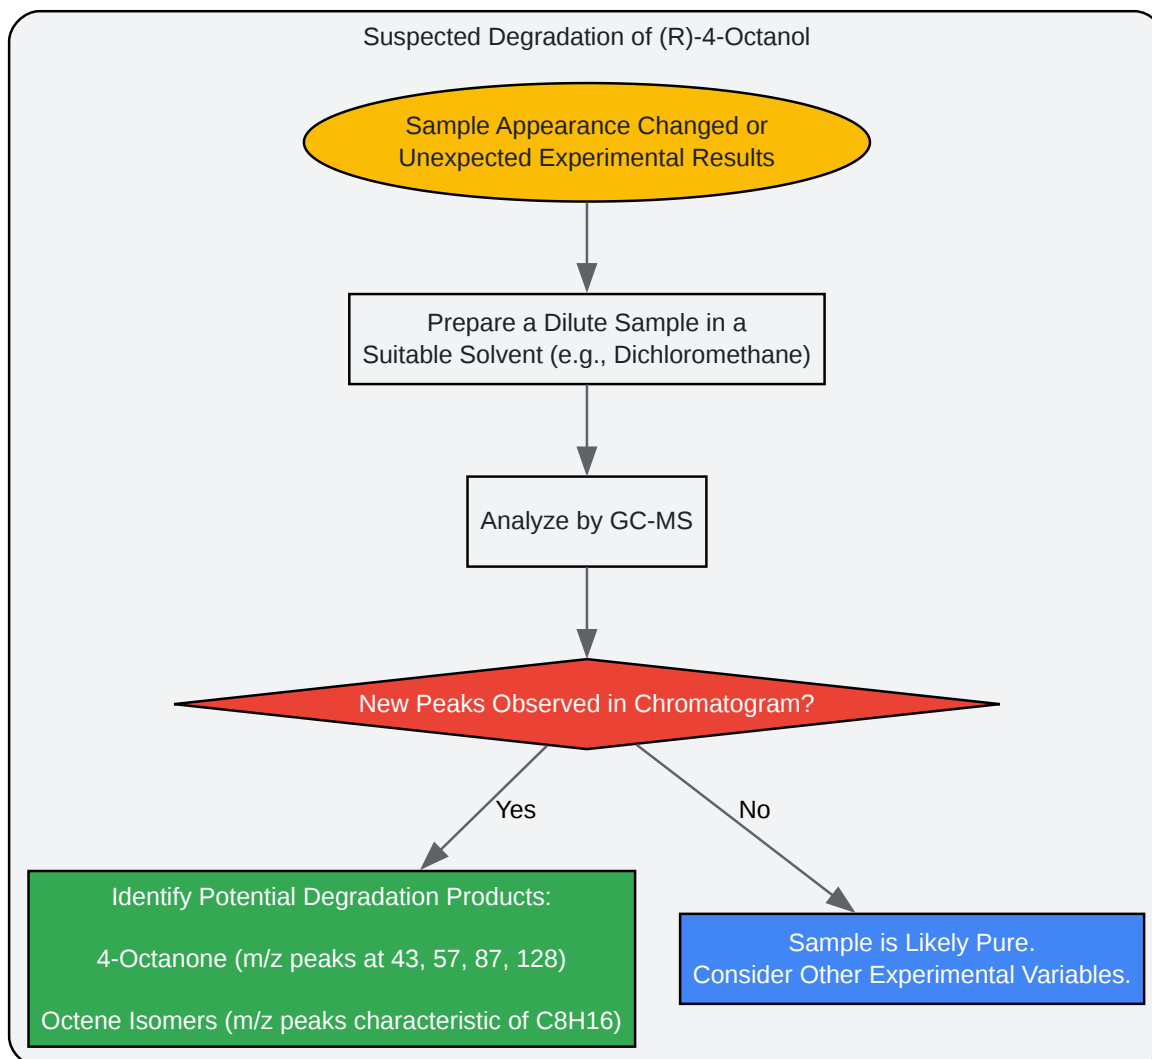 Suspected Degradation of (R)-4-Octanol
Sample Appearance Changed or
Unexpected Experimental Results
Prepare a Dilute Sample in a
Suitable Solvent (e.g., Dichloromethane)
Analyze by GC-MS
New Peaks Observed in Chromatogram?
Yes
No
Identify Potential Degradation Products:
4-Octanone (m/z peaks at 43, 57, 87, 128)
Octene Isomers (m/z peaks characteristic of C8H16)
Sample is Likely Pure.
Consider Other Experimental Variables.